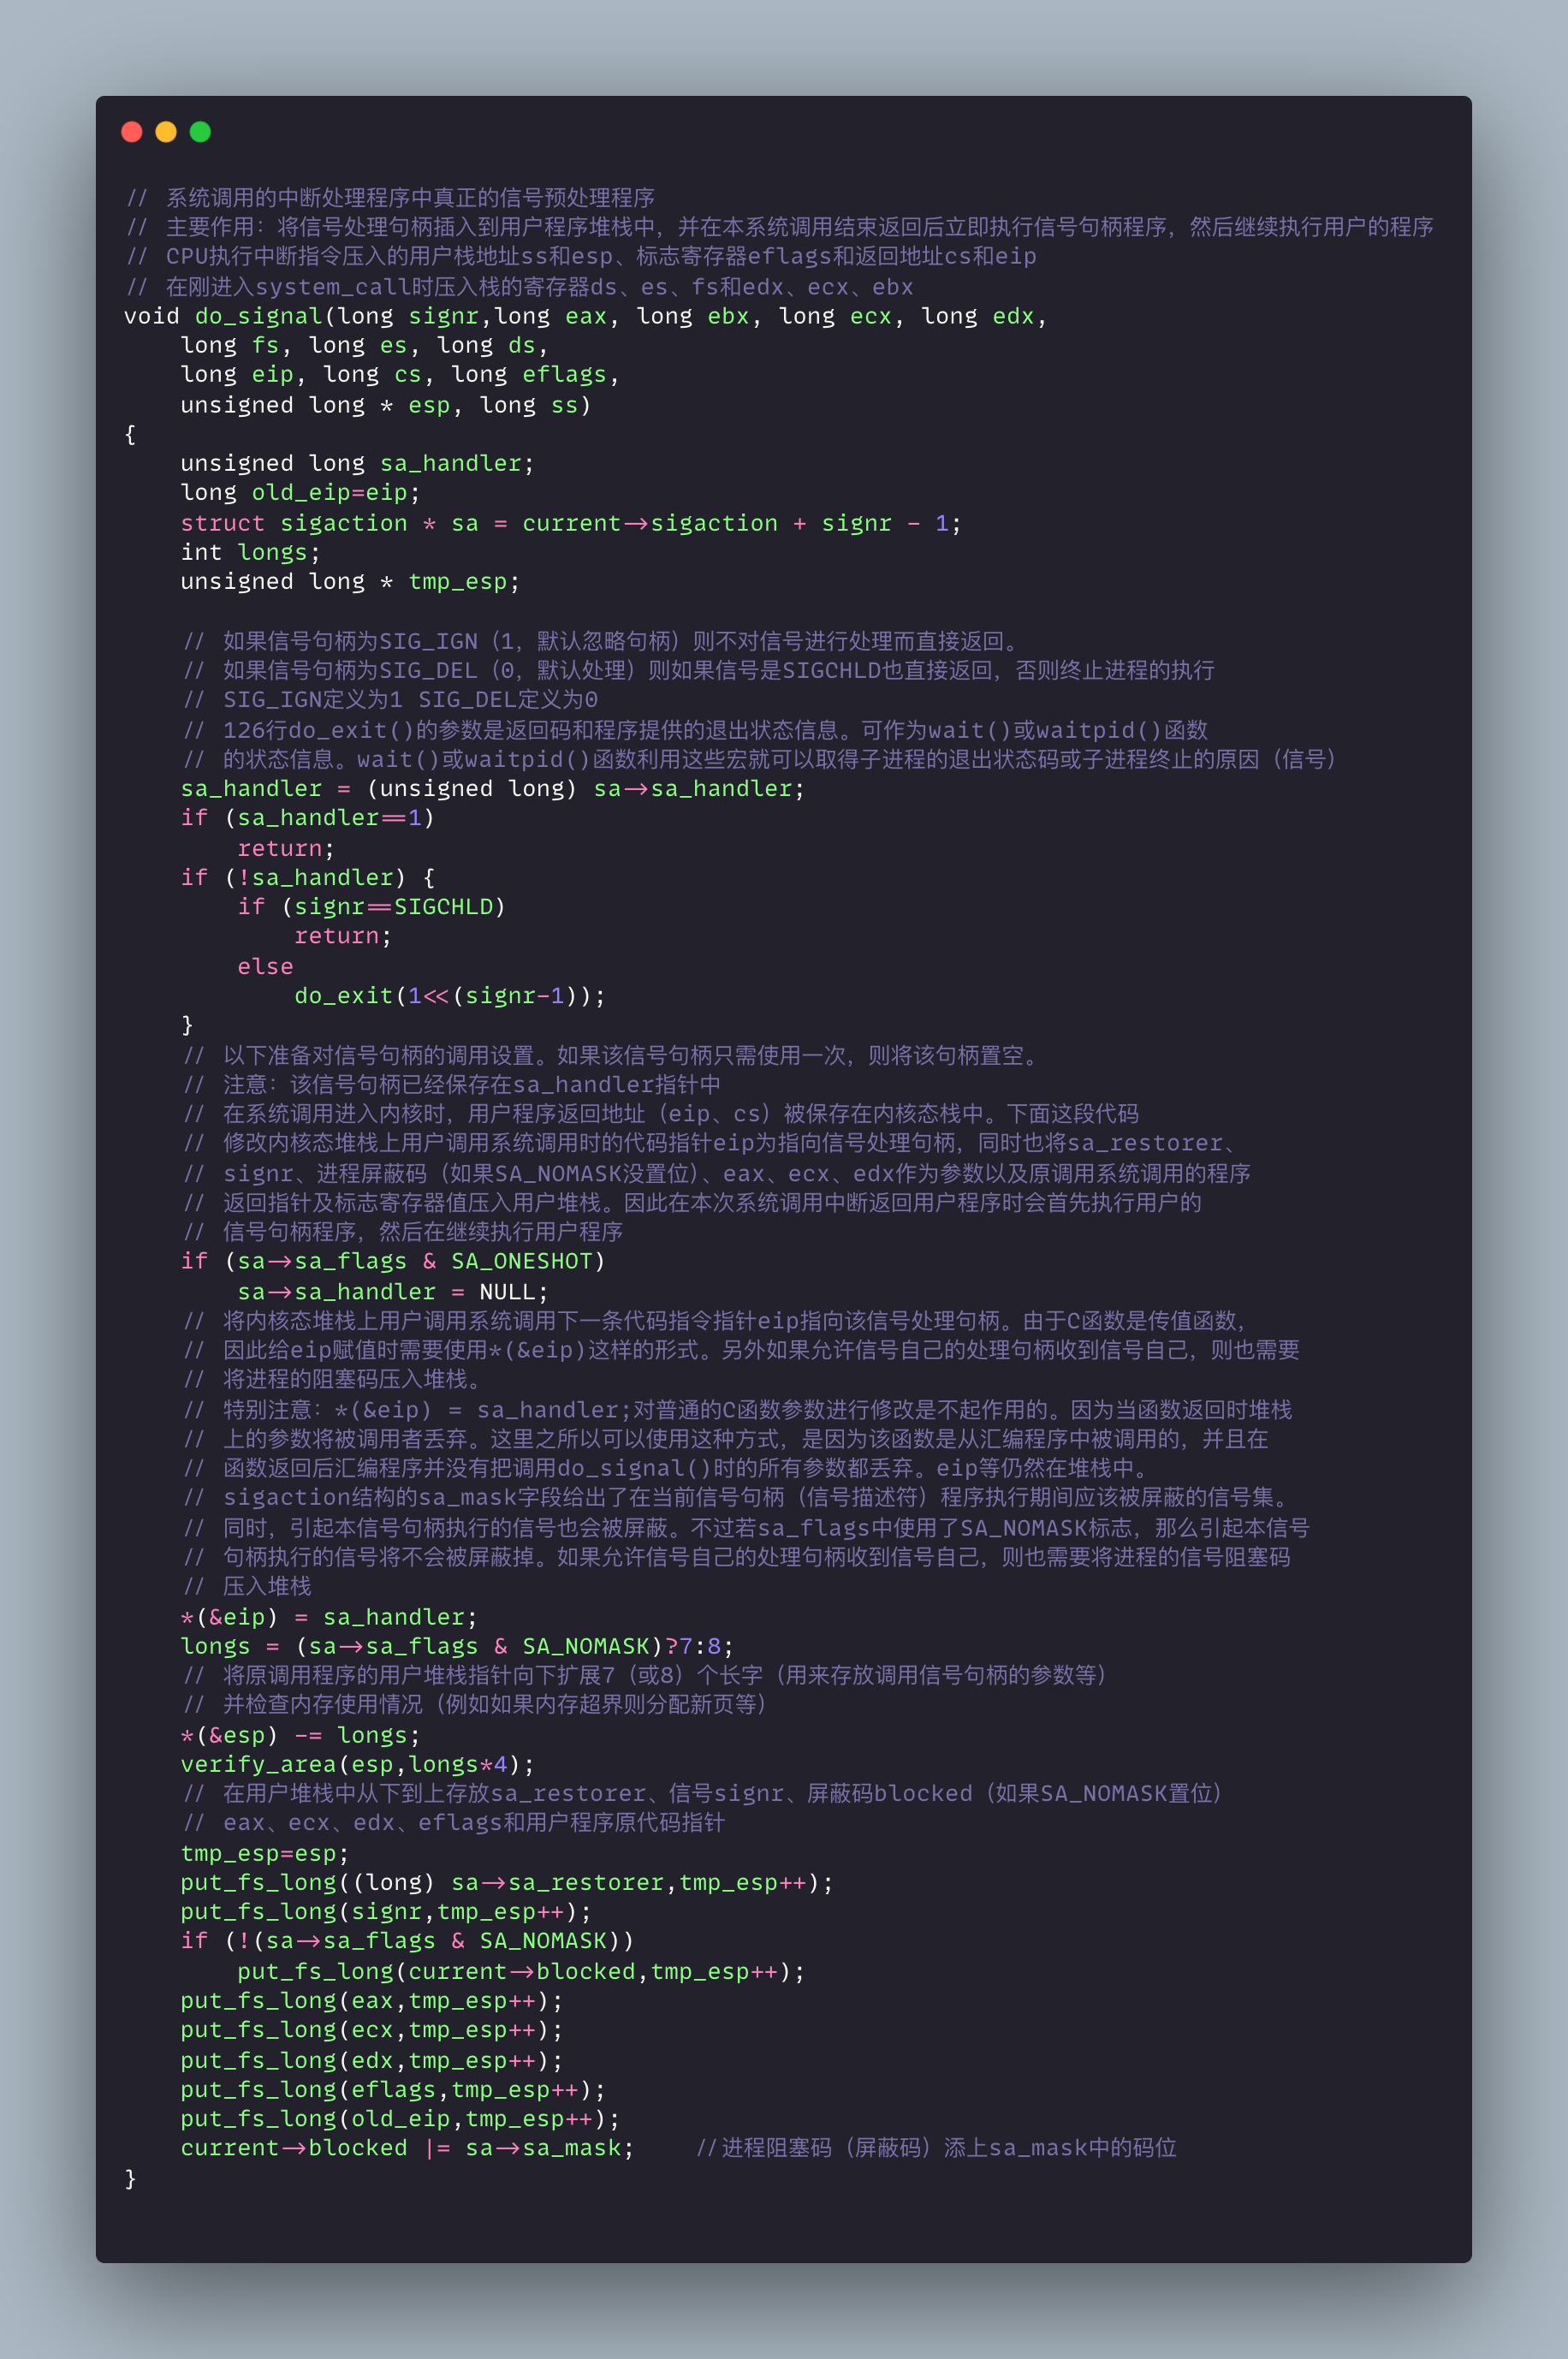 // 系统调用的中断处理程序中真正的信号预处理程序
// 主要作用：将信号处理句柄插入到用户程序堆栈中，并在本系统调用结束返回后立即执行信号句柄程序，然后继续执行用户的程序
// CPU执行中断指令压入的用户栈地址ss和esp、标志寄存器eflags和返回地址cs和eip
// 在刚进入system_call时压入栈的寄存器ds、es、fs和edx、ecx、ebx
void do_signal(long signr,long eax, long ebx, long ecx, long edx,
    long fs, long es, long ds,
    long eip, long cs, long eflags,
    unsigned long * esp, long ss)
{
    unsigned long sa_handler;
    long old_eip=eip;
    struct sigaction * sa = current->sigaction + signr - 1;
    int longs;
    unsigned long * tmp_esp;

    // 如果信号句柄为SIG_IGN（1，默认忽略句柄）则不对信号进行处理而直接返回。
    // 如果信号句柄为SIG_DEL（0，默认处理）则如果信号是SIGCHLD也直接返回，否则终止进程的执行
    // SIG_IGN定义为1 SIG_DEL定义为0
    // 126行do_exit()的参数是返回码和程序提供的退出状态信息。可作为wait()或waitpid()函数
    // 的状态信息。wait()或waitpid()函数利用这些宏就可以取得子进程的退出状态码或子进程终止的原因（信号）
    sa_handler = (unsigned long) sa->sa_handler;
    if (sa_handler==1)
        return;
    if (!sa_handler) {
        if (signr==SIGCHLD)
            return;
        else
            do_exit(1<<(signr-1));
    }
    // 以下准备对信号句柄的调用设置。如果该信号句柄只需使用一次，则将该句柄置空。
    // 注意：该信号句柄已经保存在sa_handler指针中
    // 在系统调用进入内核时，用户程序返回地址（eip、cs）被保存在内核态栈中。下面这段代码
    // 修改内核态堆栈上用户调用系统调用时的代码指针eip为指向信号处理句柄，同时也将sa_restorer、
    // signr、进程屏蔽码（如果SA_NOMASK没置位）、eax、ecx、edx作为参数以及原调用系统调用的程序
    // 返回指针及标志寄存器值压入用户堆栈。因此在本次系统调用中断返回用户程序时会首先执行用户的
    // 信号句柄程序，然后在继续执行用户程序
    if (sa->sa_flags & SA_ONESHOT)
        sa->sa_handler = NULL;
    // 将内核态堆栈上用户调用系统调用下一条代码指令指针eip指向该信号处理句柄。由于C函数是传值函数，
    // 因此给eip赋值时需要使用*(&eip)这样的形式。另外如果允许信号自己的处理句柄收到信号自己，则也需要
    // 将进程的阻塞码压入堆栈。
    // 特别注意：*(&eip) = sa_handler;对普通的C函数参数进行修改是不起作用的。因为当函数返回时堆栈
    // 上的参数将被调用者丢弃。这里之所以可以使用这种方式，是因为该函数是从汇编程序中被调用的，并且在
    // 函数返回后汇编程序并没有把调用do_signal()时的所有参数都丢弃。eip等仍然在堆栈中。
    // sigaction结构的sa_mask字段给出了在当前信号句柄（信号描述符）程序执行期间应该被屏蔽的信号集。
    // 同时，引起本信号句柄执行的信号也会被屏蔽。不过若sa_flags中使用了SA_NOMASK标志，那么引起本信号
    // 句柄执行的信号将不会被屏蔽掉。如果允许信号自己的处理句柄收到信号自己，则也需要将进程的信号阻塞码
    // 压入堆栈
    *(&eip) = sa_handler;
    longs = (sa->sa_flags & SA_NOMASK)?7:8;
    // 将原调用程序的用户堆栈指针向下扩展7（或8）个长字（用来存放调用信号句柄的参数等）
    // 并检查内存使用情况（例如如果内存超界则分配新页等）
    *(&esp) -= longs;
    verify_area(esp,longs*4);
    // 在用户堆栈中从下到上存放sa_restorer、信号signr、屏蔽码blocked（如果SA_NOMASK置位）
    // eax、ecx、edx、eflags和用户程序原代码指针
    tmp_esp=esp;
    put_fs_long((long) sa->sa_restorer,tmp_esp++);
    put_fs_long(signr,tmp_esp++);
    if (!(sa->sa_flags & SA_NOMASK))
        put_fs_long(current->blocked,tmp_esp++);
    put_fs_long(eax,tmp_esp++);
    put_fs_long(ecx,tmp_esp++);
    put_fs_long(edx,tmp_esp++);
    put_fs_long(eflags,tmp_esp++);
    put_fs_long(old_eip,tmp_esp++);
    current->blocked |= sa->sa_mask;    //进程阻塞码（屏蔽码）添上sa_mask中的码位
}